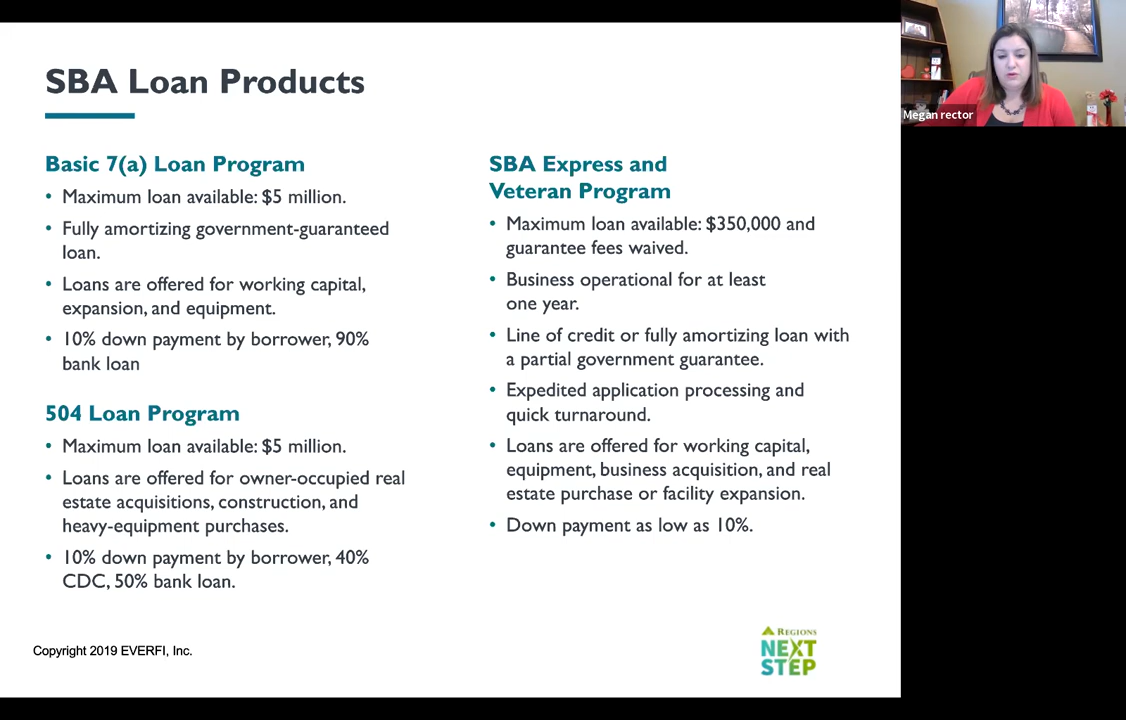 SBA Loan Products
Basic 7(a) Loan Program
• Maximum loan available: $5 million.
• Fully amortizing government-guaranteed
loan.
• Loans are offered for working capital,
expansion, and equipment.
• 10% down payment by borrower, 90%
bank loan
504 Loan Program
• Maximum loan available: $5 million.
• Loans are offered for owner-occupied real
estate acquisitions, construction, and
heavy-equipment purchases.
• 10% down payment by borrower, 40%
CDC, 50% bank loan.
SBA Express and
Veteran Program
• Maximum loan available: $350,000 and
guarantee fees waived.
• Business operational for at least
one year.
• Line of credit or fully amortizing loan with
a partial government guarantee.
• Expedited application processing and
quick turnaround.
• Loans are offered for working capital,
equipment, business acquisition, and real
estate purchase or facility expansion.
• Down payment as low as 10%.
Copyright 2019 EVERFI, Inc.
REGIONS
NEXT
STEP
Megan rector